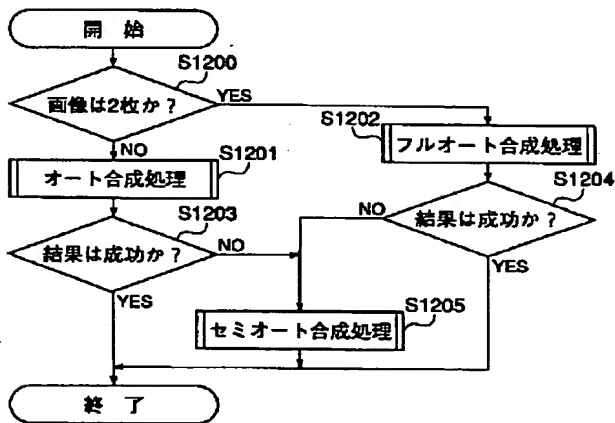 開 始
S1200
画像は2枚か？
YES
S1202
フルオート合成処理
NO
S1201
オート合成処理
S1204
結果は成功か？
NO
YES
S1203
結果は成功か？
NO
YES
S1205
セミオート合成処理
終 了